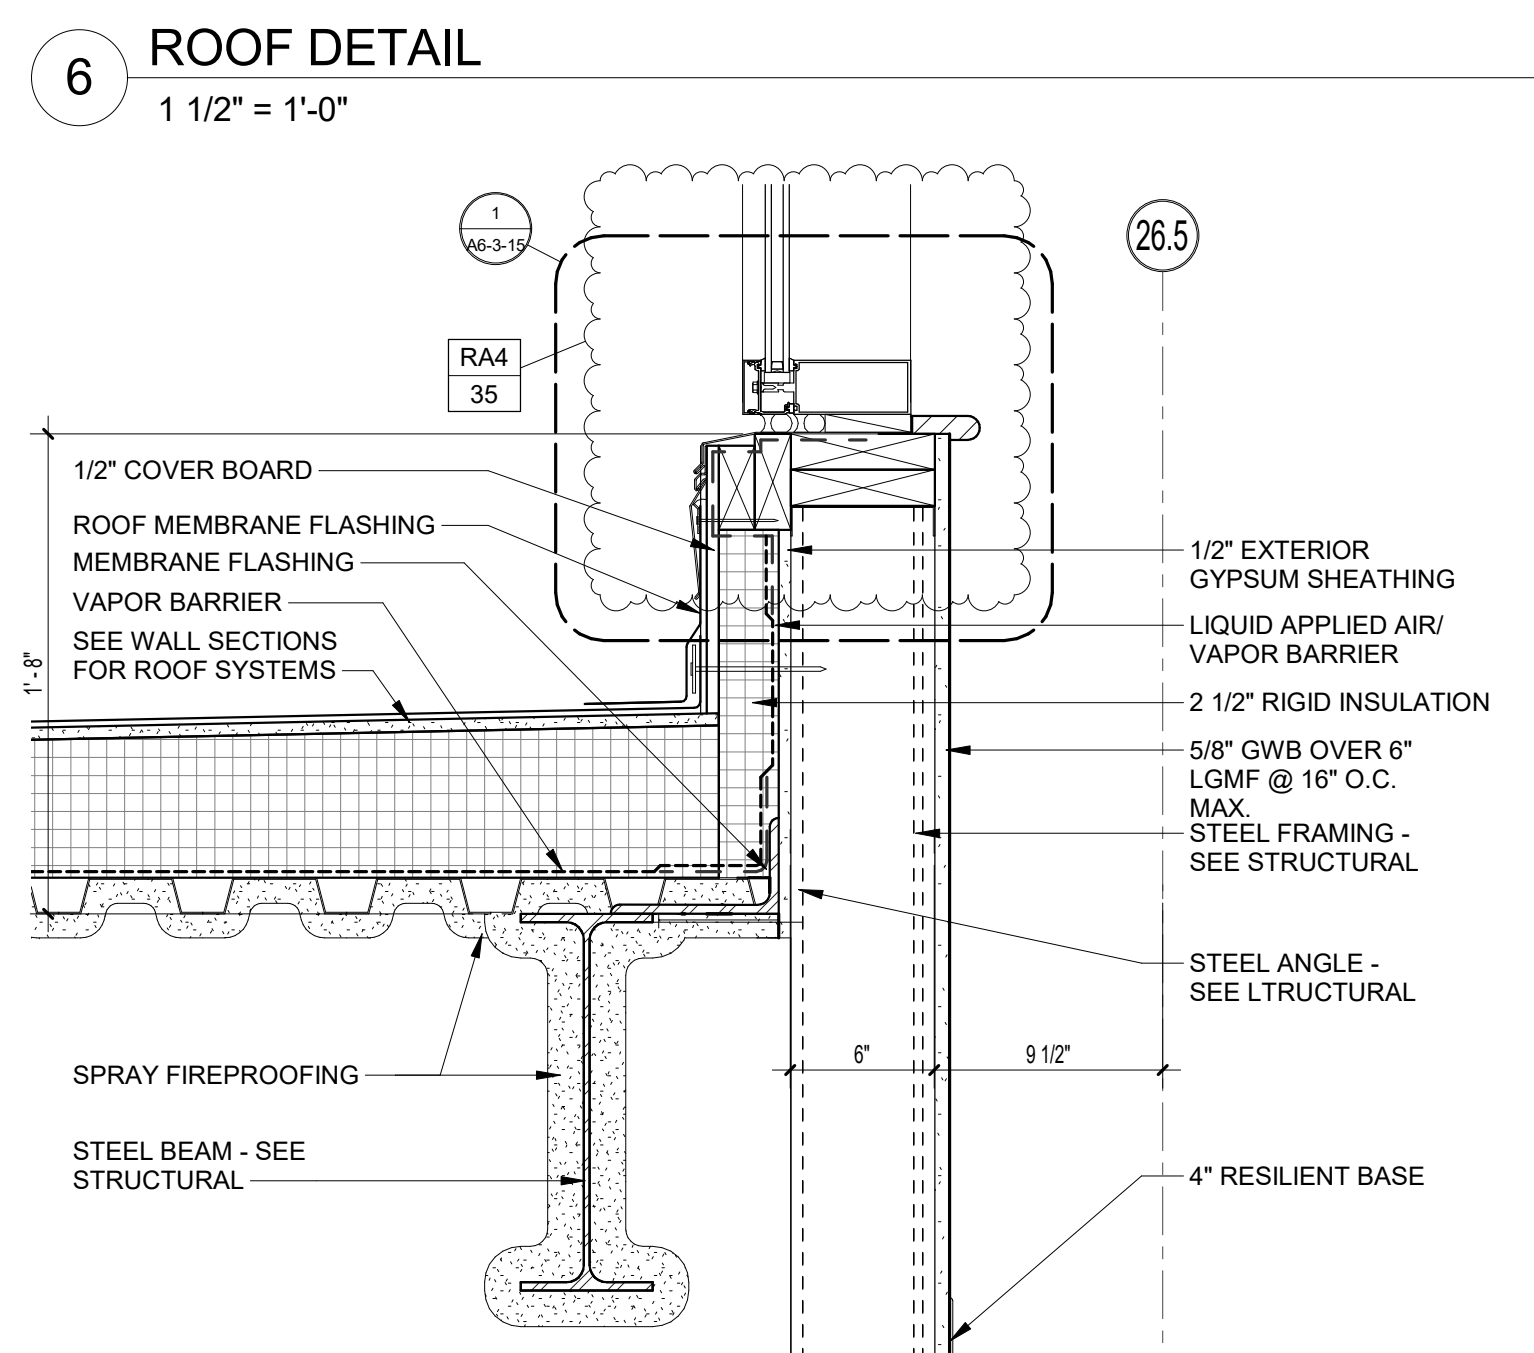 6
ROOF DETAIL
1 1/2" = 1'-0"
1
A6-3-15
26.5
RA4
35
1/2" COVER BOARD
ROOF MEMBRANE FLASHING
MEMBRANE FLASHING
VAPOR BARRIER
SEE WALL SECTIONS
FOR ROOF SYSTEMS
1'-8"
1/2" EXTERIOR
GYPSUM SHEATHING
LIQUID APPLIED AIR/
VAPOR BARRIER
2 1/2" RIGID INSULATION
5/8" GWB OVER 6"
LGMF @ 16" O.C.
MAX.
STEEL FRAMING -
SEE STRUCTURAL
STEEL ANGLE -
SEE LTRUCTURAL
6"
9 1/2"
SPRAY FIREPROOFING
STEEL BEAM - SEE
STRUCTURAL
4" RESILIENT BASE